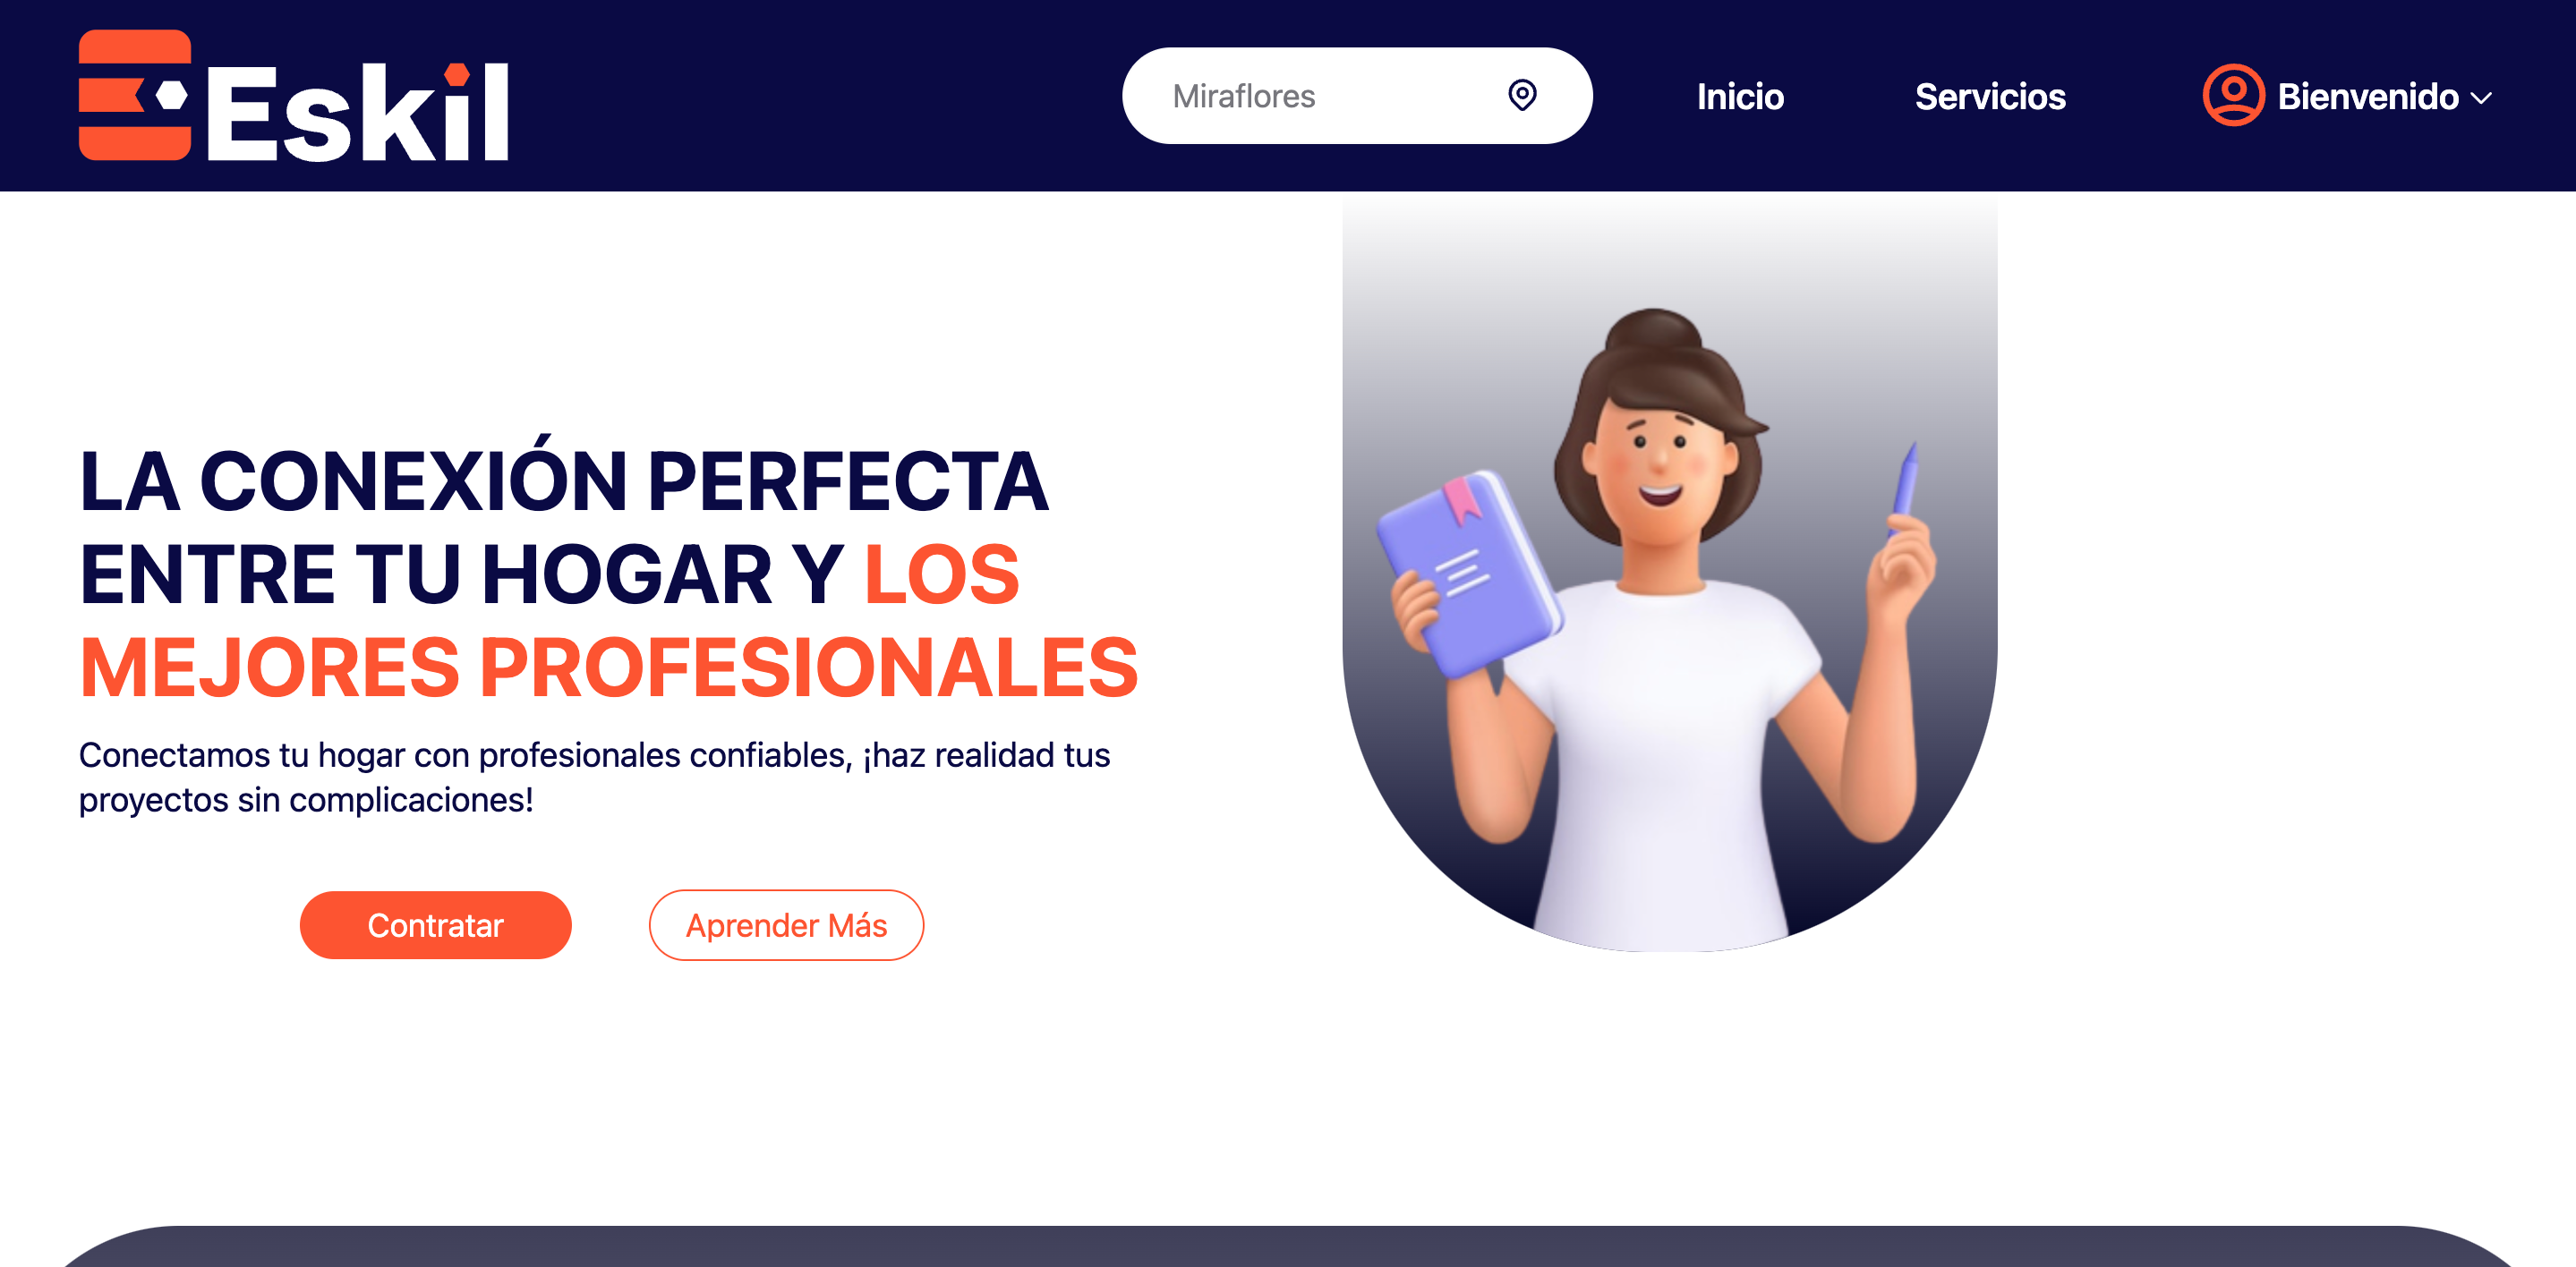 Eskil
Miraflores
Inicio
Servicios
Bienvenido
LA CONEXIÓN PERFECTA
ENTRE TU HOGAR Y LOS
MEJORES PROFESIONALES
Conectamos tu hogar con profesionales confiables, ¡haz realidad tus
proyectos sin complicaciones!
Contratar
Aprender Más